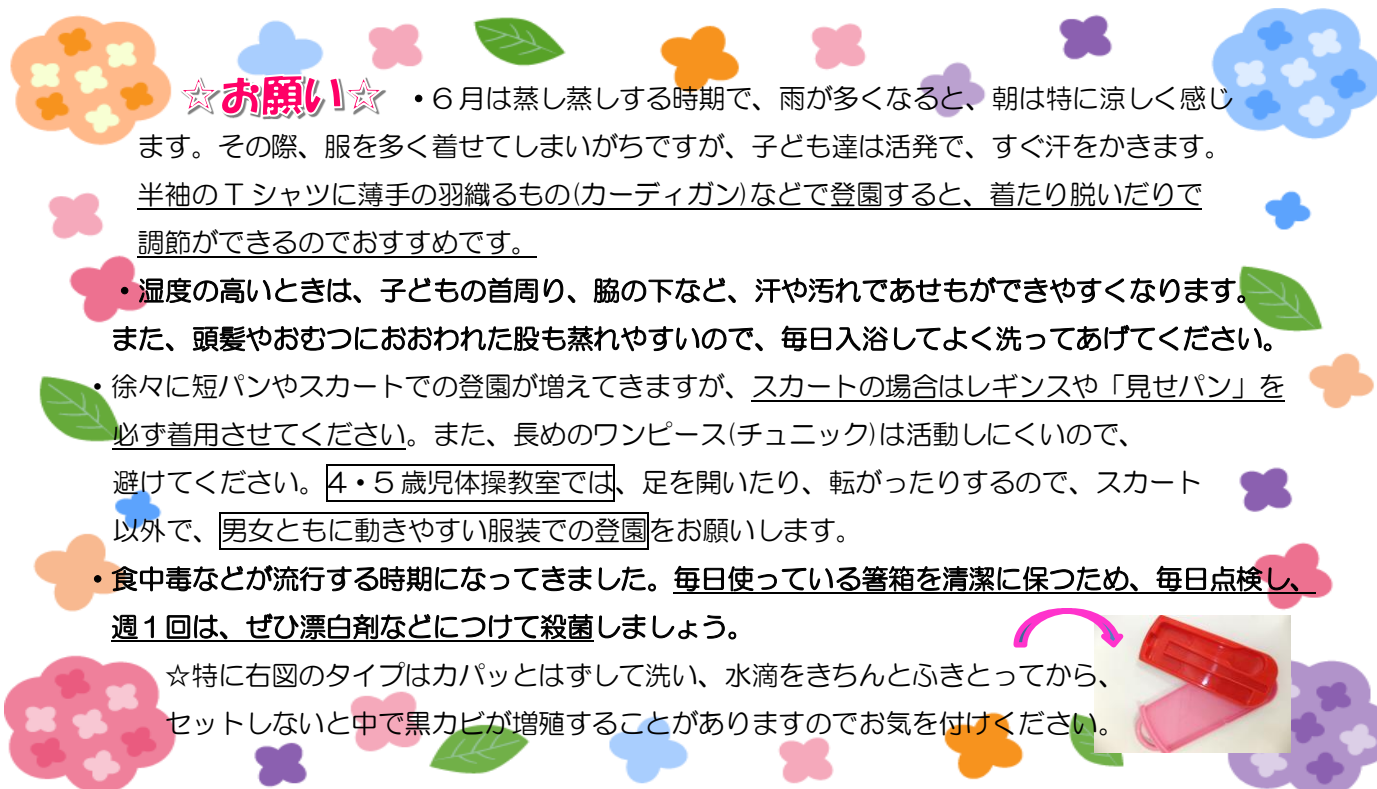 ☆お願い☆ ・６月は蒸し蒸しする時期で、雨が多くなると、朝は特に涼しく感じ
ます。その際、服を多く着せてしまいがちですが、子ども達は活発で、すぐ汗をかきます。
半袖のTシャツに薄手の羽織るもの(カーディガン)などで登園すると、着たり脱いだりで
調節ができるのでおすすめです。
・湿度の高いときは、子どもの首周り、脇の下など、汗や汚れであせもができやすくなります。
また、頭髪やおむつにおおわれた股も蒸れやすいので、毎日入浴してよく洗ってあげてください。
・徐々に短パンやスカートでの登園が増えてきますが、スカートの場合はレギンスや「見せパン」を
必ず着用させてください。また、長めのワンピース(チュニック)は活動しにくいので、
避けてください。４・５歳児体操教室では、足を開いたり、転がったりするので、スカート
以外で、男女ともに動きやすい服装での登園をお願いします。
・食中毒などが流行する時期になってきました。毎日使っている箸箱を清潔に保つため、毎日点検し、
週１回は、ぜひ漂白剤などにつけて殺菌しましょう。
☆特に右図のタイプはカパッとはずして洗い、水滴をきちんとふきとってから、
セットしないと中で黒カビが増殖することがありますのでお気を付けください。